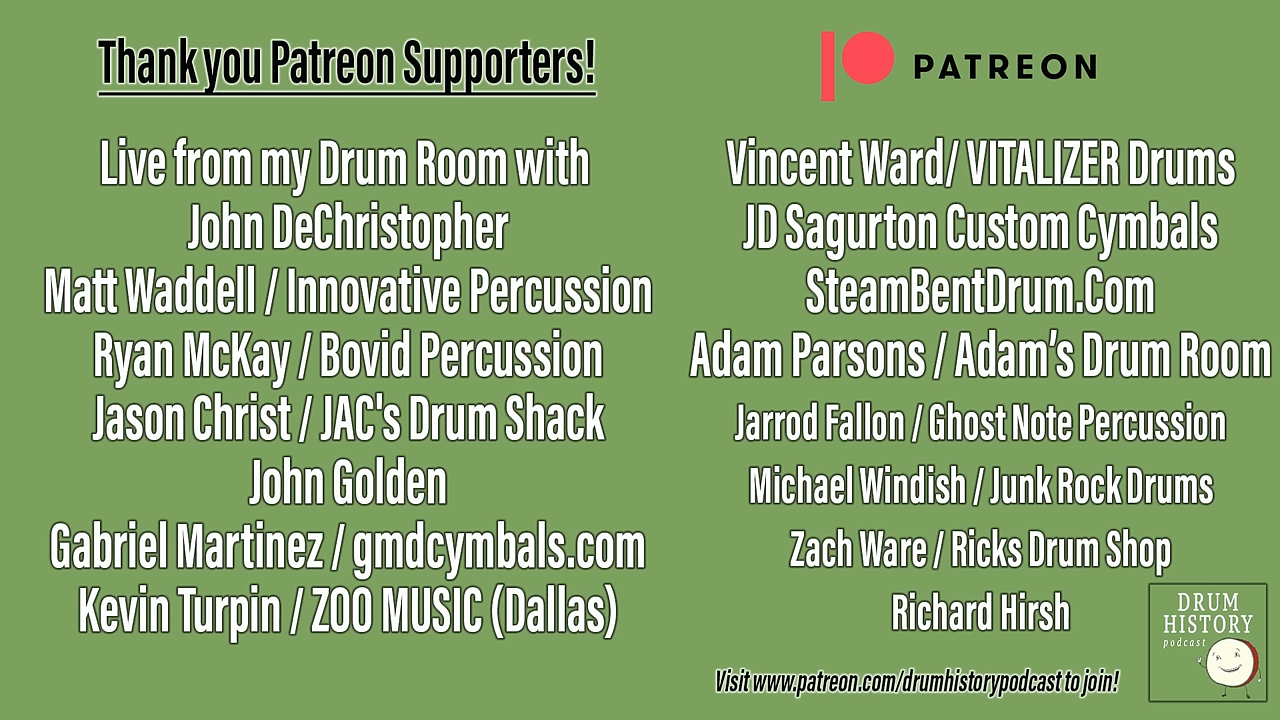 Thank you Patreon Supporters!
Live from my Drum Room with
John DeChristopher
Matt Waddell / Innovative Percussion
Ryan McKay / Bovid Percussion
Jason Christ / JAC's Drum Shack
John Golden
Gabriel Martinez / gmdcymbals.com
Kevin Turpin / ZOO MUSIC (Dallas)
PATREON
Vincent Ward/ VITALIZER Drums
JD Sagurton Custom Cymbals
SteamBentDrum.Com
Adam Parsons / Adam’s Drum Room
Jarrod Fallon / Ghost Note Percussion
Michael Windish / Junk Rock Drums
Zach Ware / Ricks Drum Shop
Richard Hirsh
Visit www.patreon.com/drumhistorypodcast to join!
DRUM
HISTORY
podcast